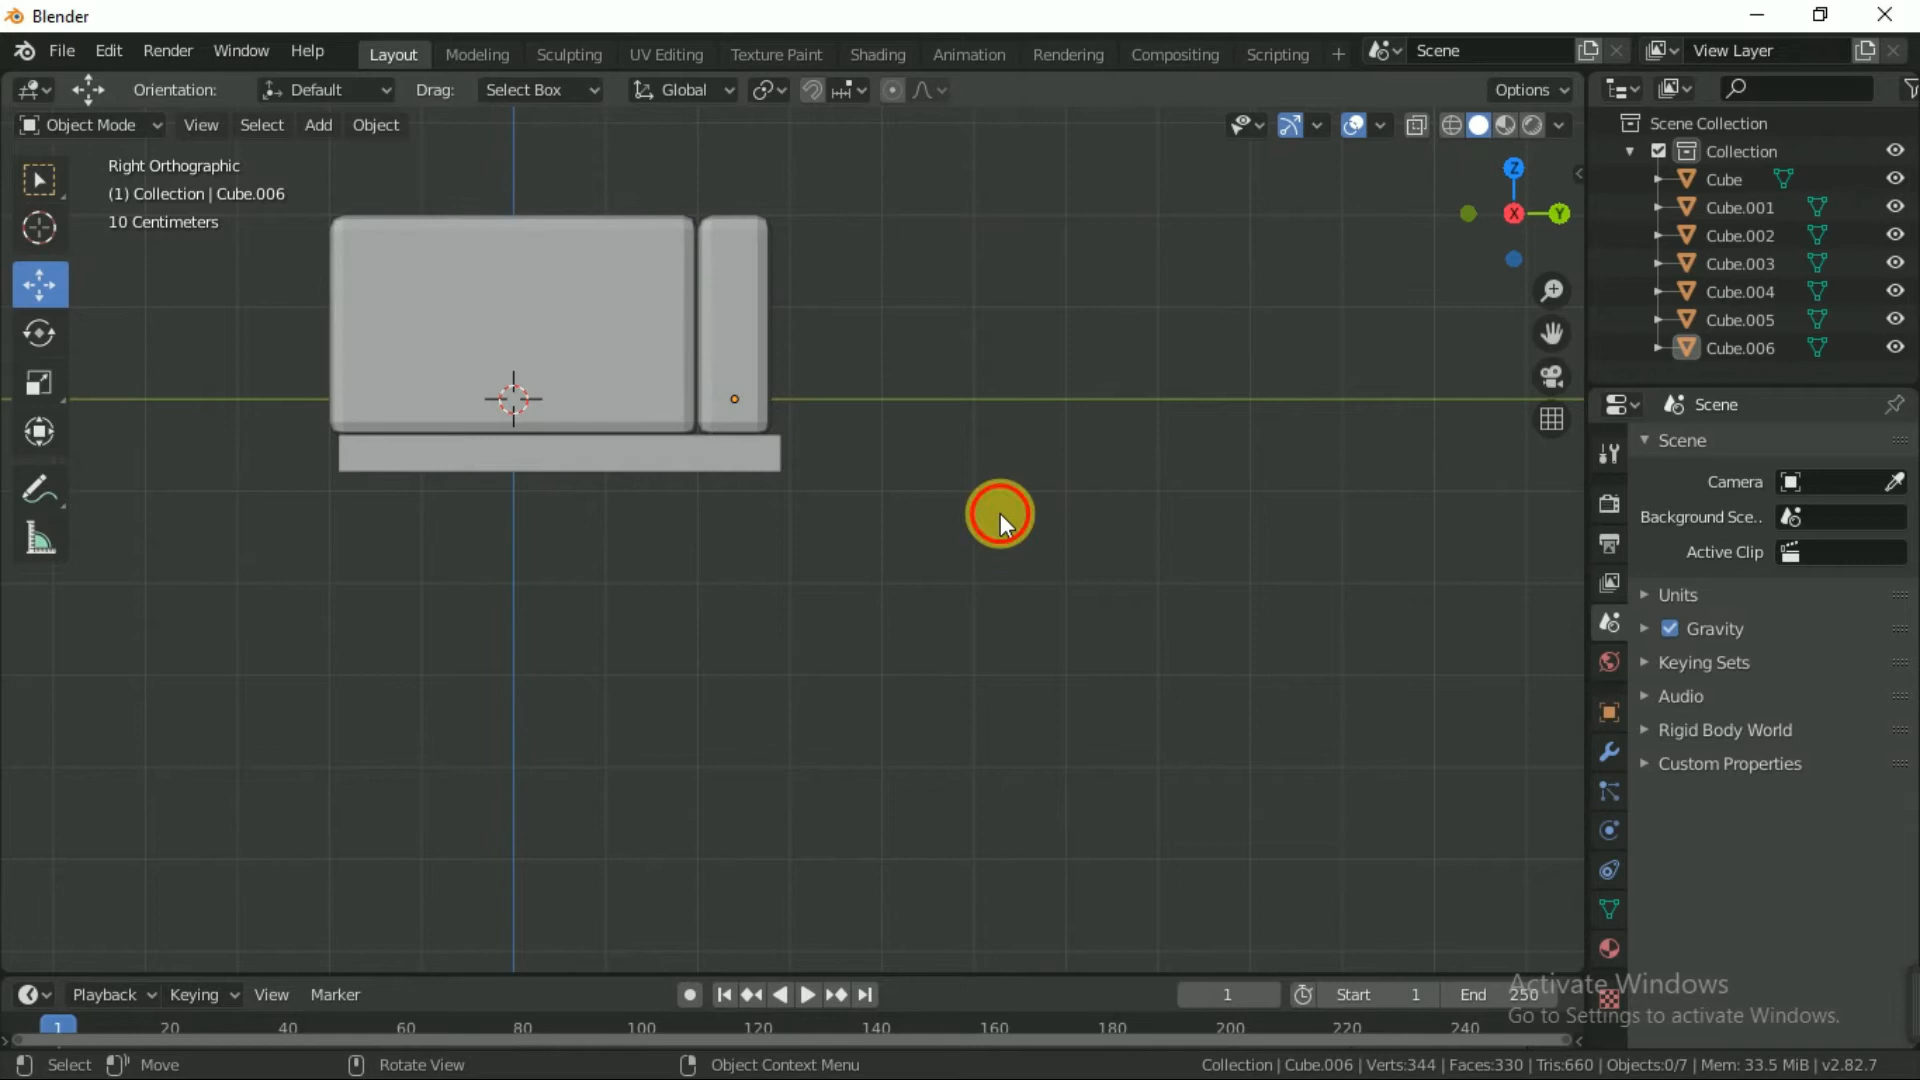 Blender
File Edit Render Window Help Layout Modeling Sculpting UV Editing Texture Paint Shading Animation Rendering Compositing Scripting + Scene View Layer
Orientation: Default Drag: Select Box Global Options
Object Mode View Select Add Object
Right Orthographic
(1) Collection | Cube.006
10 Centimeters
Z
X
Y
Scene Collection
Collection
Cube
Cube.001
Cube.002
Cube.003
Cube.004
Cube.005
Cube.006
Scene
Scene
Camera
Background Sce..
Active Clip
Units
Gravity
Keying Sets
Audio
Rigid Body World
Custom Properties
Activate Windows
Go to Settings to activate Windows.
Playback Keying View Marker 1 Start 1 End 250
1 20 40 60 80 100 120 140 160 180 200 220 240
Select Move Rotate View Object Context Menu Collection | Cube.006 | Verts:344 | Faces:330 | Tris:660 | Objects:0/7 | Mem: 33.5 MiB | v2.82.7